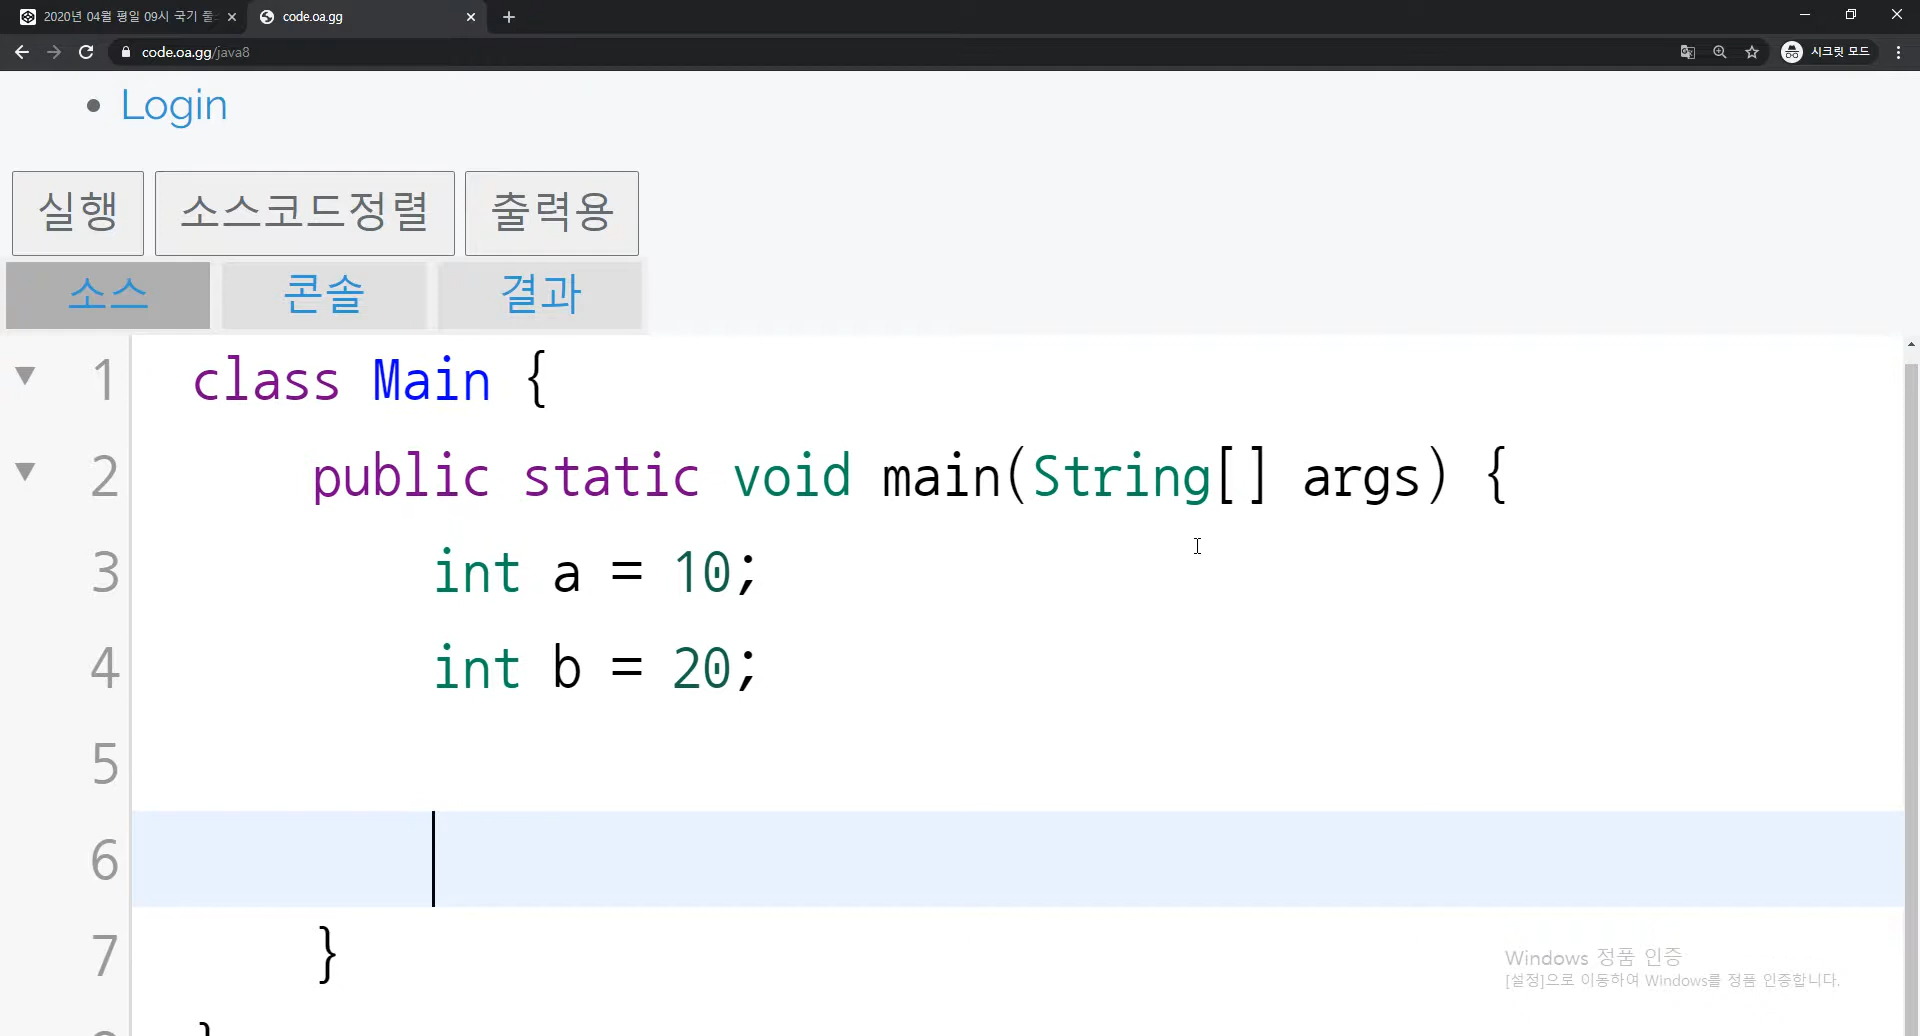 2020년 04월 평일 09시 국기
code.oa.gg
code.oa.gg/java8
시크릿 모드
Login
실행 소스코드정렬 출력용
소스 콘솔 결과
1 class Main {
2 public static void main(String[] args) {
3 int a = 10;
4 int b = 20;
5
6
7 }
}
Windows 정품 인증
[설정]으로 이동하여 Windows를 정품 인증합니다.